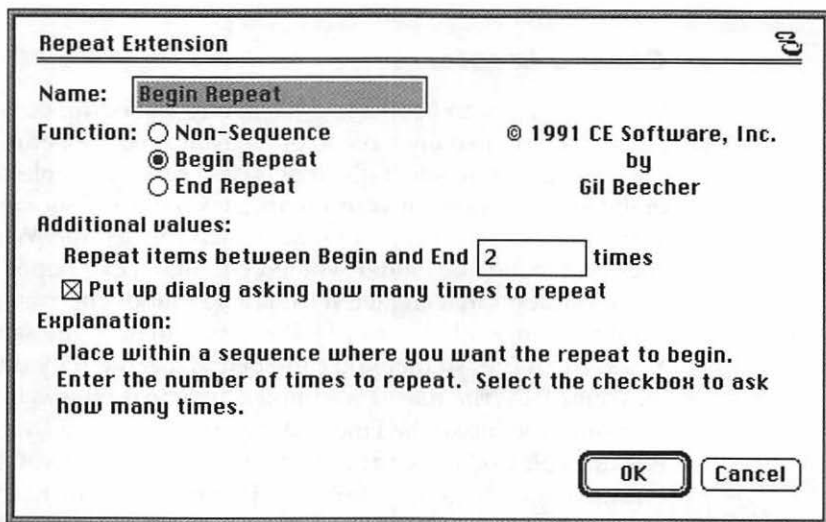 Repeat Extension
Name: Begin Repeat
Function: Non-Sequence
Begin Repeat
End Repeat
© 1991 CE Software, Inc.
by
Gil Beecher
Additional values:
Repeat items between Begin and End 2 times
Put up dialog asking how many times to repeat
Explanation:
Place within a sequence where you want the repeat to begin.
Enter the number of times to repeat. Select the checkbox to ask
how many times.
OK Cancel